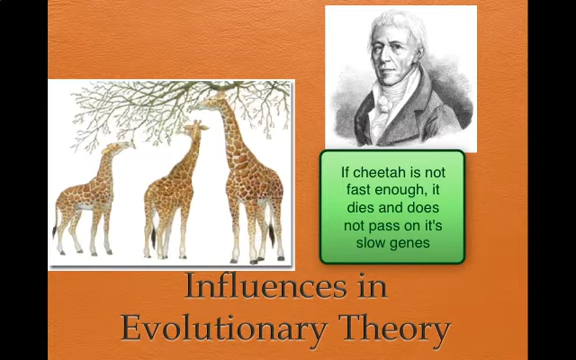 If cheetah is not
fast enough, it
dies and does
not pass on it's
slow genes
Influences in
Evolutionary Theory